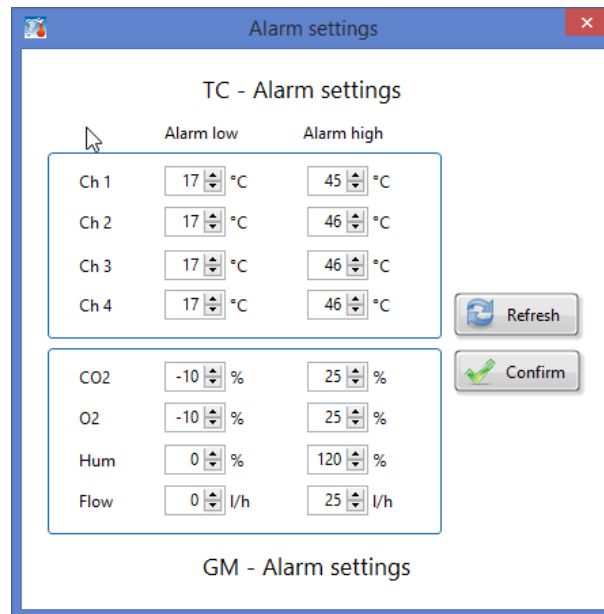 Alarm settings
TC - Alarm settings
Alarm low Alarm high
Ch 1 17 °C 45 °C
Ch 2 17 °C 46 °C
Ch 3 17 °C 46 °C
Ch 4 17 °C 46 °C
Refresh
CO2 -10 % 25 %
Confirm
O2 -10 % 25 %
Hum 0 % 120 %
Flow 0 l/h 25 l/h
GM - Alarm settings